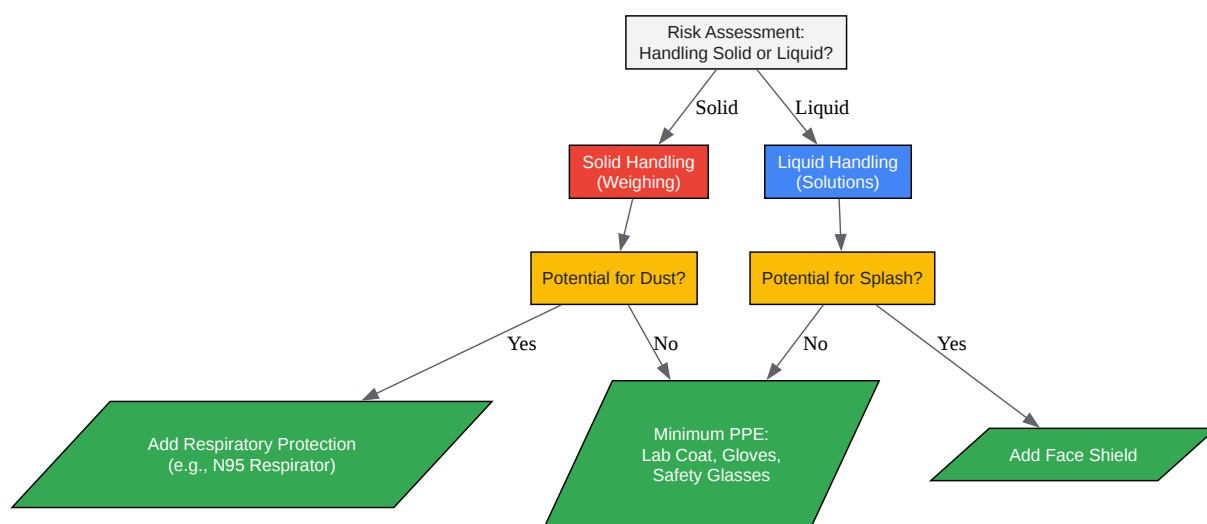 Risk Assessment:
Handling Solid or Liquid?
Solid
Liquid
Solid Handling
(Weighing)
Liquid Handling
(Solutions)
Potential for Dust?
Potential for Splash?
Yes
No
No
Yes
Add Respiratory Protection
(e.g., N95 Respirator)
Minimum PPE:
Lab Coat, Gloves,
Safety Glasses
Add Face Shield